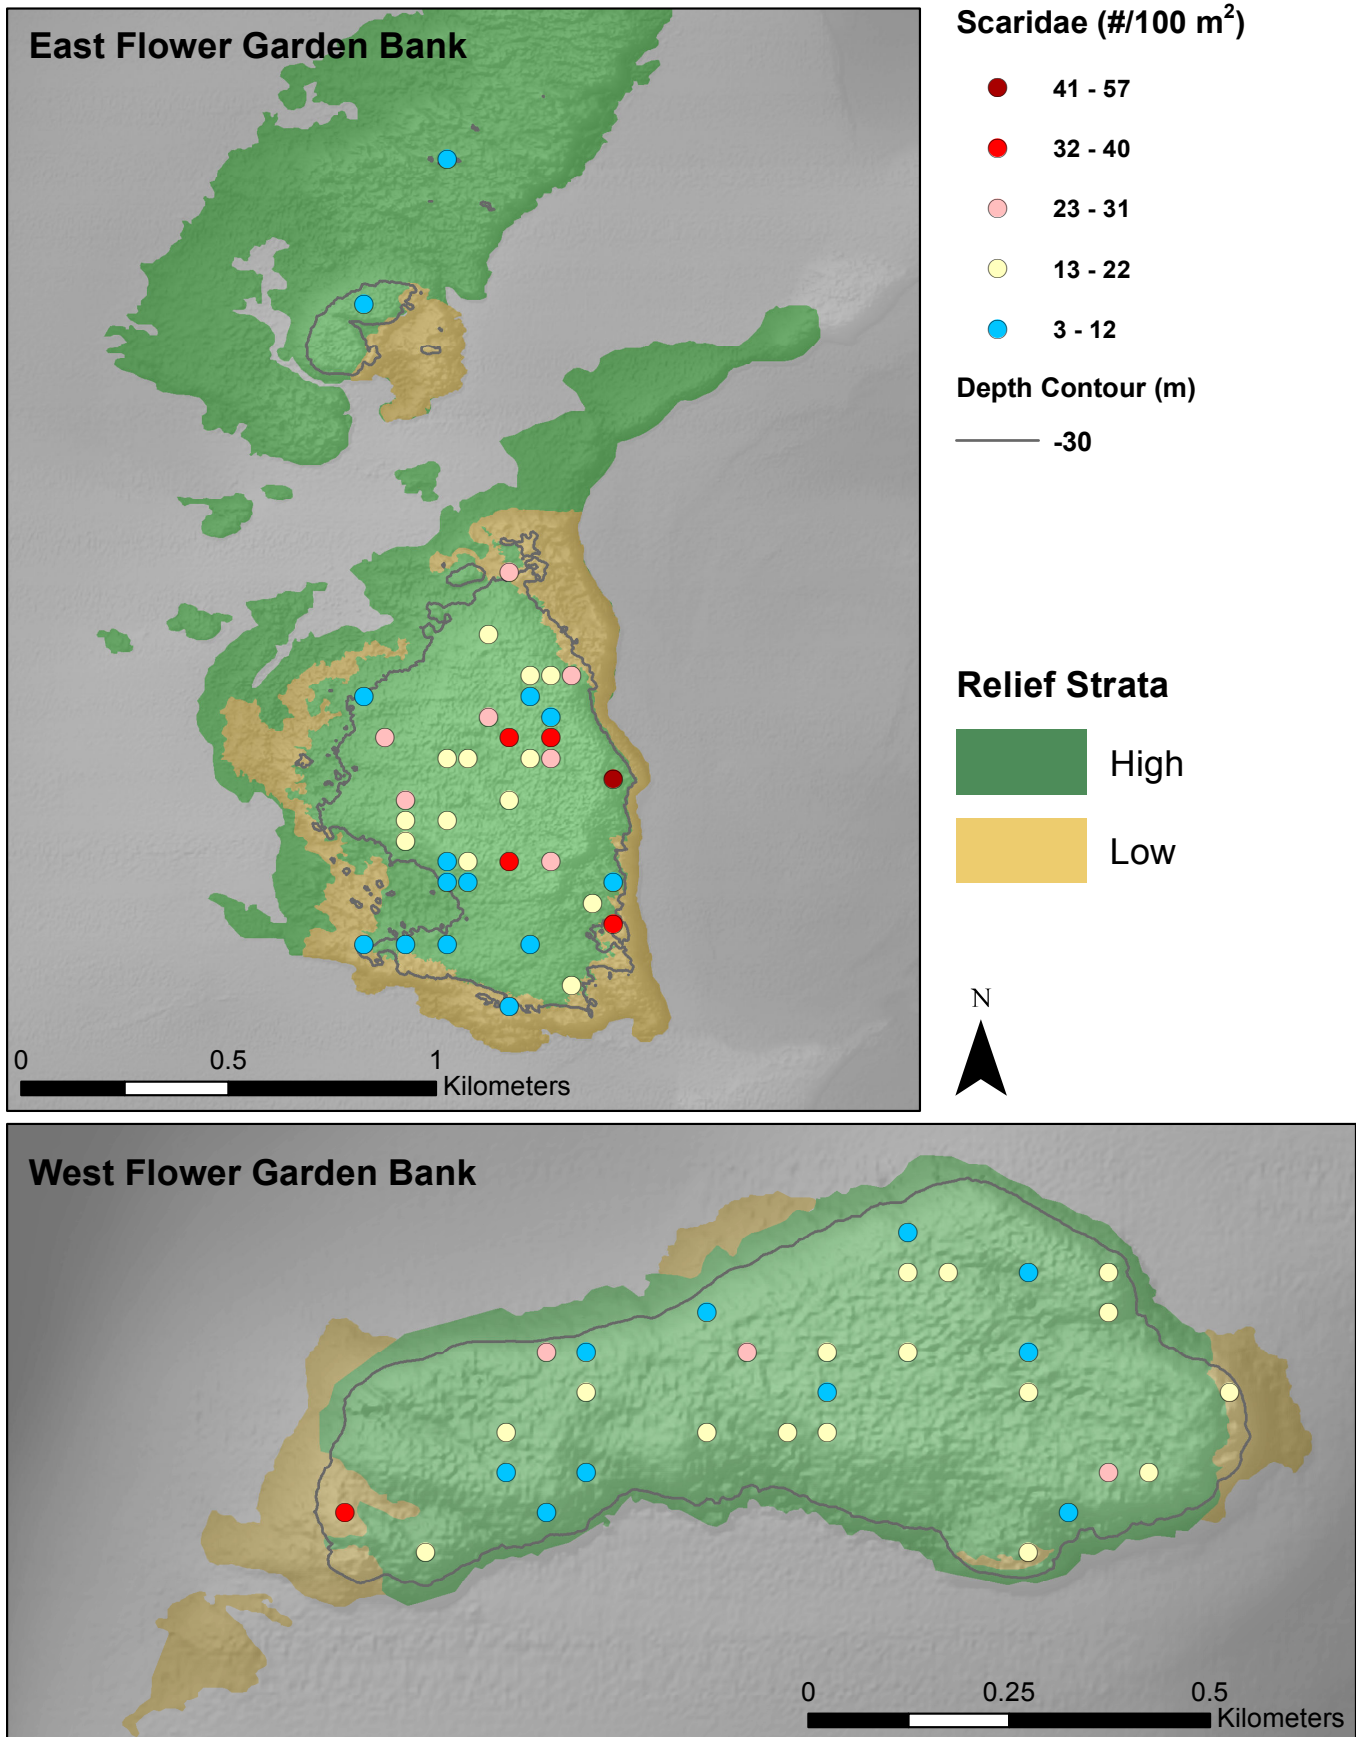 East Flower Garden Bank
0 0.5 1
Kilometers
Scaridae (#/100 m²)
41 - 57
32 - 40
23 - 31
13 - 22
3 - 12
Depth Contour (m)
-30
Relief Strata
High
Low
N
West Flower Garden Bank
0 0.25 0.5
Kilometers